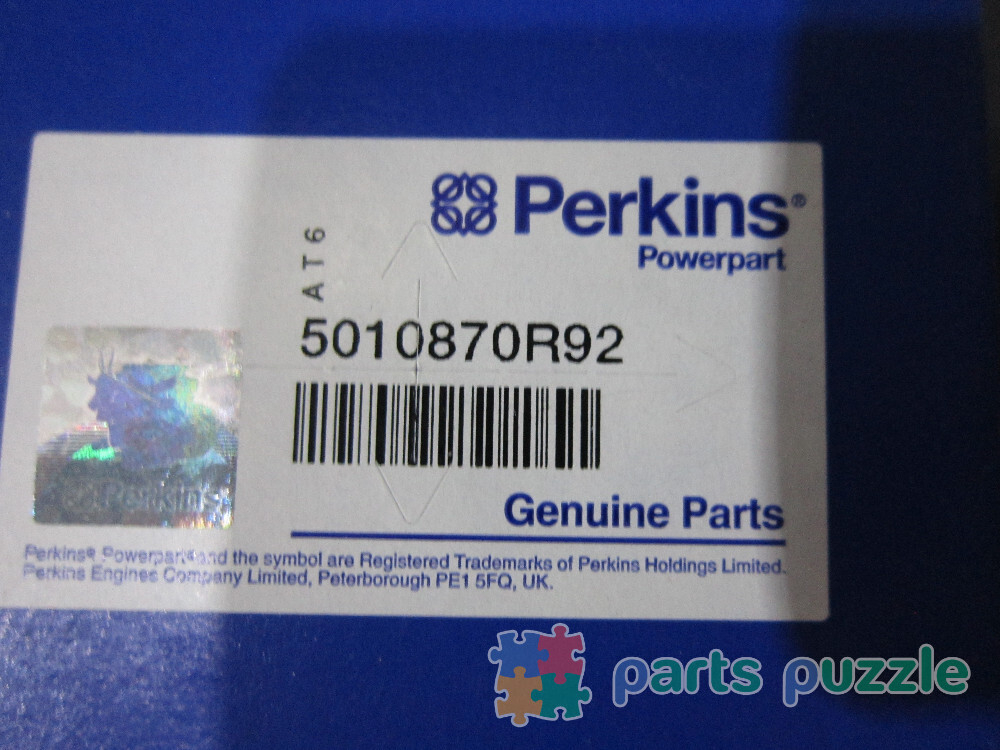 Perkins®
Powerpart
AT6
5010870R92
Perkins
Genuine Parts
Perkins® Powerpart® and the symbol are Registered Trademarks of Perkins Holdings Limited.
Perkins Engines Company Limited, Peterborough PE1 5FQ, UK.
parts puzzle